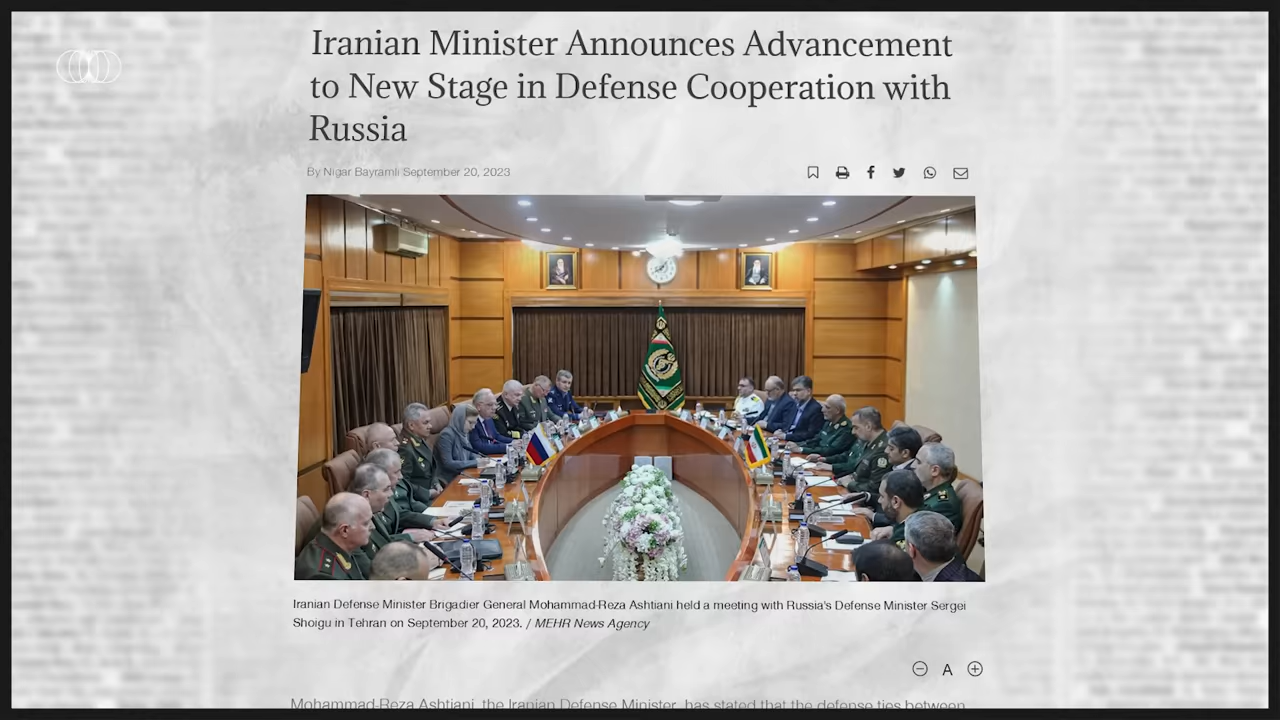 Iranian Minister Announces Advancement
to New Stage in Defense Cooperation with
Russia
By Nigar Bayramli September 20, 2023
Iranian Defense Minister Brigadier General Mohammad-Reza Ashtiani held a meeting with Russia's Defense Minister Sergei
Shoigu in Tehran on September 20, 2023. / MEHR News Agency
A
Mohammad-Reza Ashtiani, the Iranian Defense Minister, has stated that the defense ties between